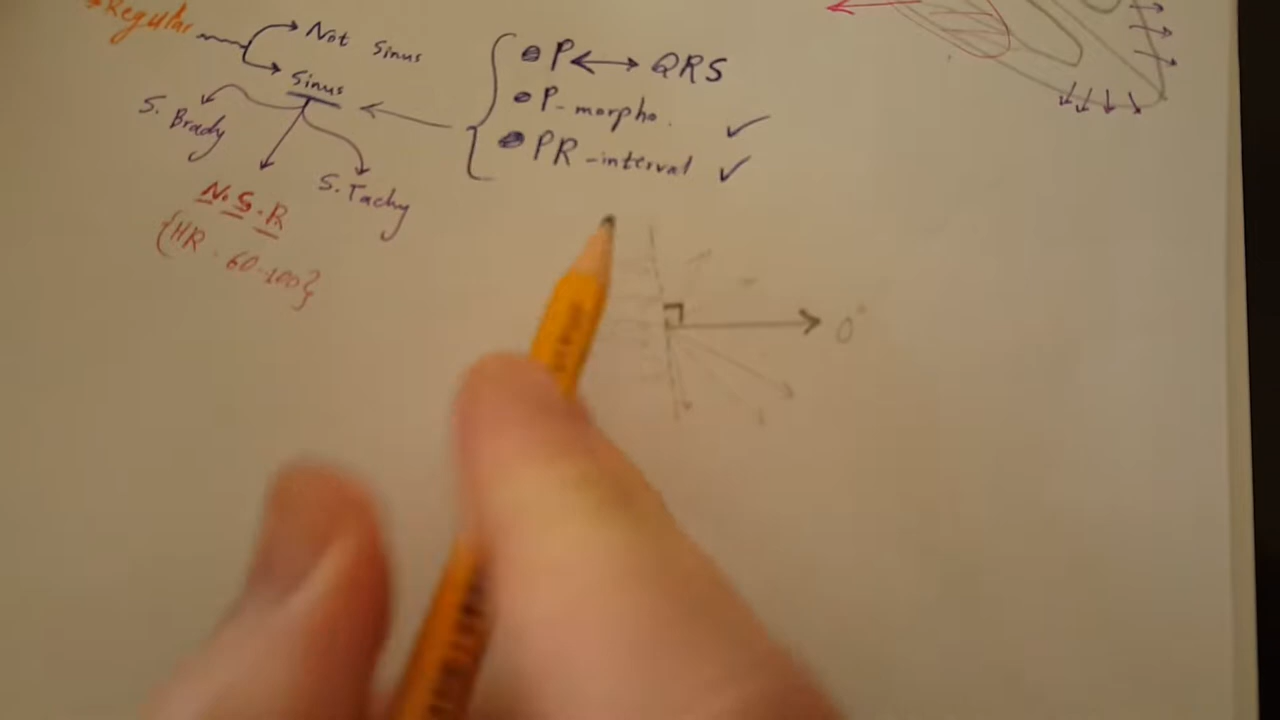 Regular
Not Sinus
Sinus
S. Brady
S. Tachy
N.S.R
{HR. 60-100}
P ↔ QRS
P- morpho. ✓
PR -interval ✓
0°